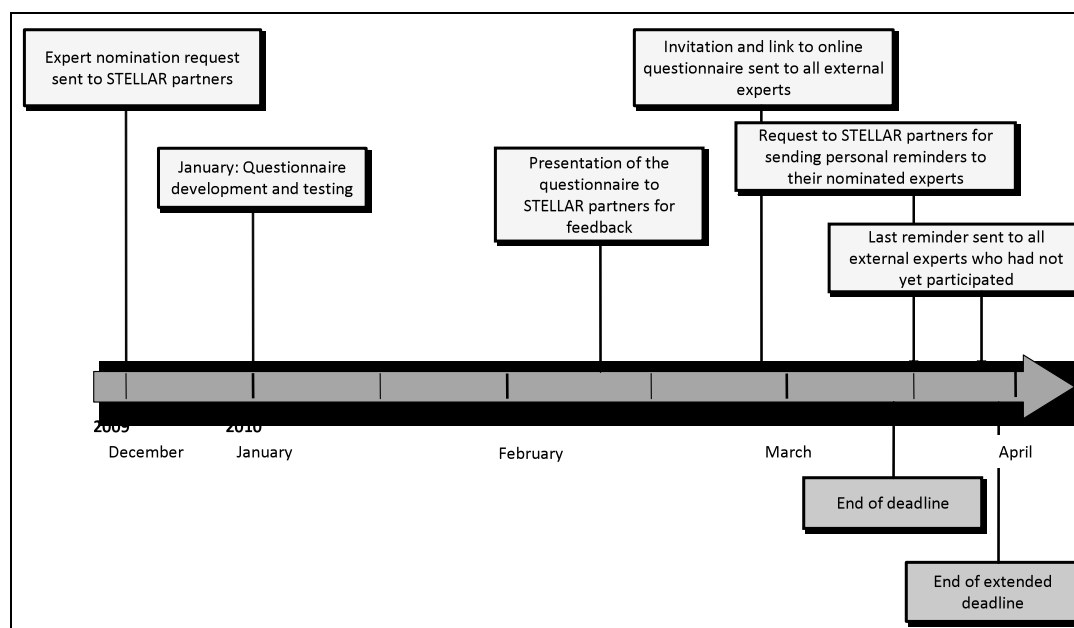 Expert nomination request
sent to STELLAR partners
January: Questionnaire
development and testing
Presentation of the
questionnaire to
STELLAR partners for
feedback
Invitation and link to online
questionnaire sent to all external
experts
Request to STELLAR partners for
sending personal reminders to
their nominated experts
Last reminder sent to all
external experts who had not
yet participated
2009
2010
December
January
February
March
April
End of deadline
End of extended
deadline